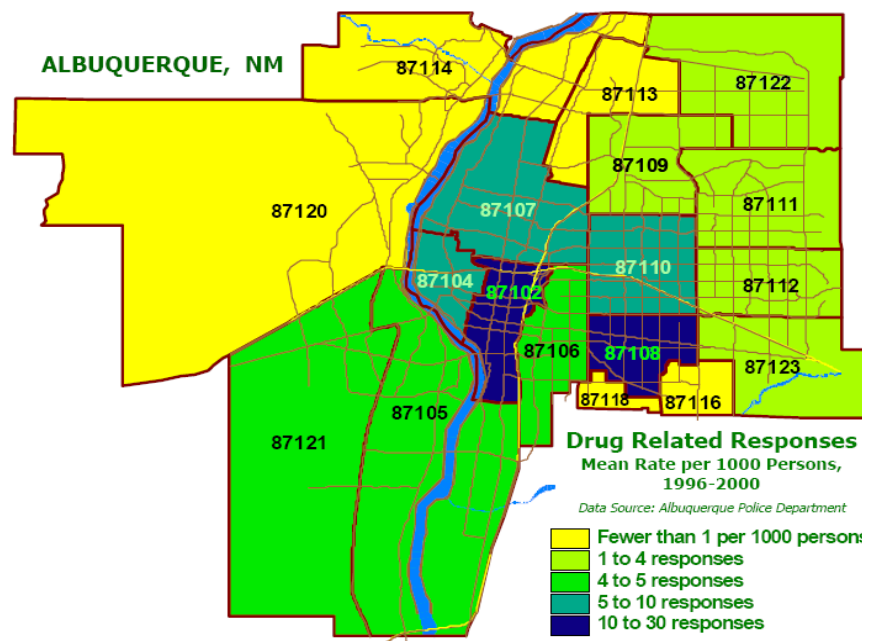 ALBUQUERQUE, NM
87114
87122
87113
87109
87120
87107
87111
87110
87104
87112
87102
87106
87108
87123
87105
87118
87116
87121
Drug Related Responses
Mean Rate per 1000 Persons,
1996-2000
Data Source: Albuquerque Police Department
Fewer than 1 per 1000 persons
1 to 4 responses
4 to 5 responses
5 to 10 responses
10 to 30 responses